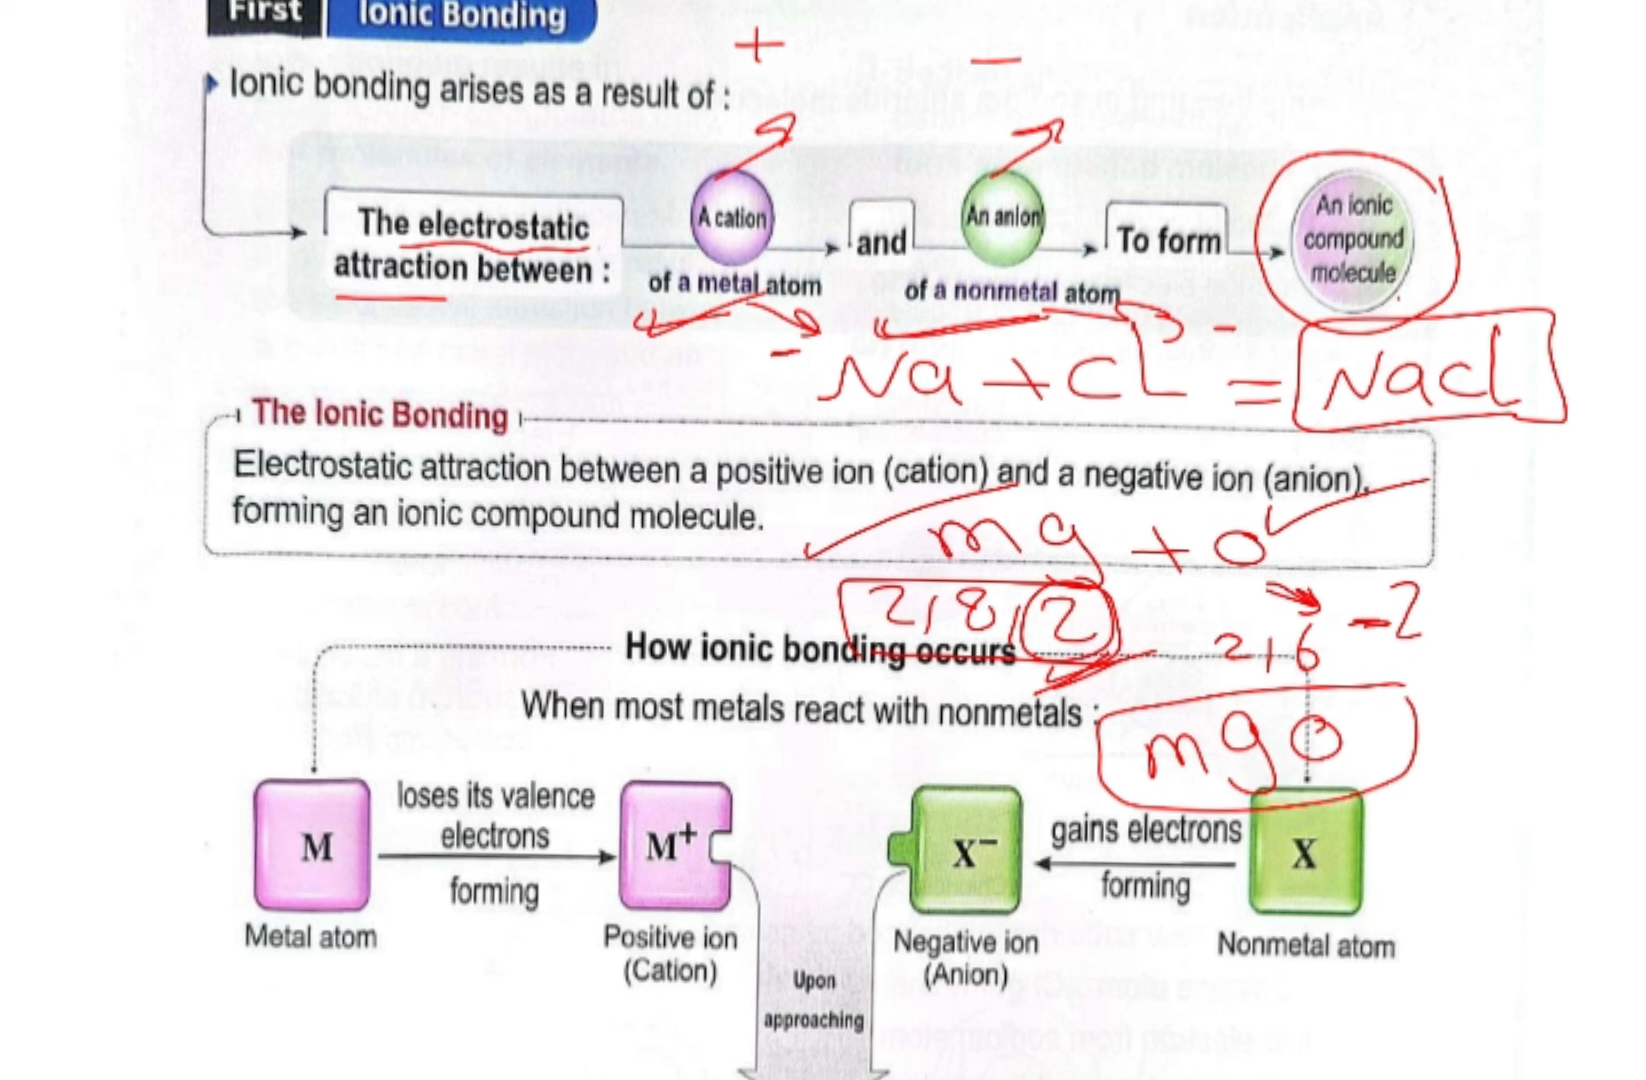 First Ionic Bonding
+ −
Ionic bonding arises as a result of :
The electrostatic attraction between :
A cation
of a metal atom
and
An anion
of a nonmetal atom
To form
An ionic compound molecule
- Na + Cl - = NaCl
The Ionic Bonding
Electrostatic attraction between a positive ion (cation) and a negative ion (anion),
forming an ionic compound molecule.
mg + O
2,8,2
-2
2,6
How ionic bonding occurs
When most metals react with nonmetals :
mgo
M
loses its valence
electrons
forming
M+
X−
gains electrons
forming
X
Metal atom
Positive ion
(Cation)
Negative ion
(Anion)
Nonmetal atom
Upon
approaching